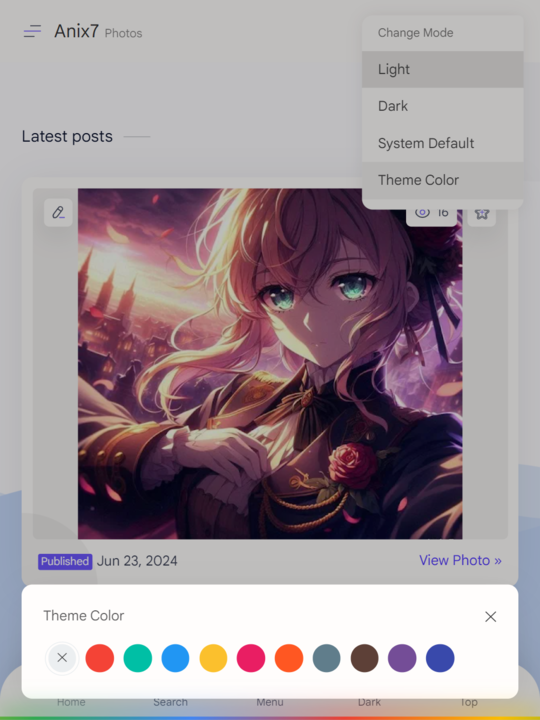 Anix7 Photos
Change Mode
Light
Dark
System Default
Theme Color
Latest posts
16
Published Jun 23, 2024
View Photo »
Theme Color
Home Search Menu Dark Top